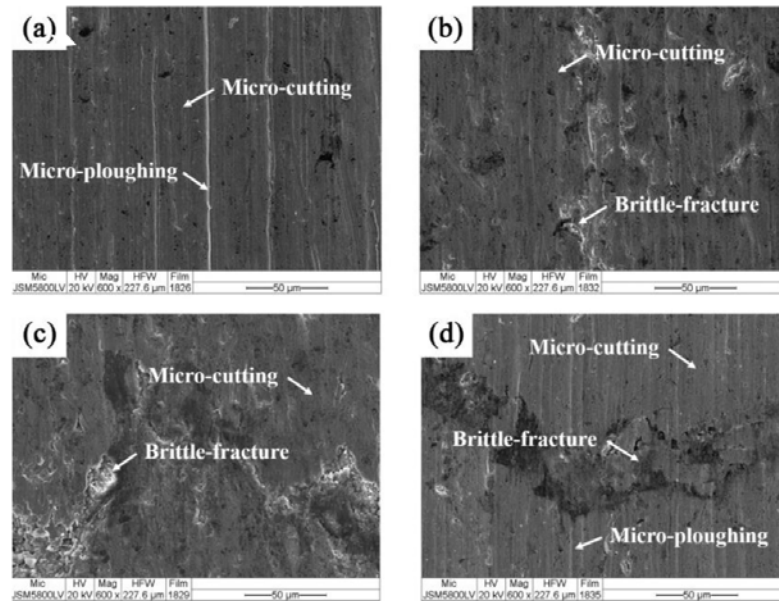 (a)
Micro-cutting
Micro-ploughing
Mic HV Mag HFW Film
JSM5800LV 20 kV 600 x 227.6 µm 1826 50 µm
(b)
Micro-cutting
Brittle-fracture
Mic HV Mag HFW Film
JSM5800LV 20 kV 600 x 227.6 µm 1832 50 µm
(c)
Micro-cutting
Brittle-fracture
Mic HV Mag HFW Film
JSM5800LV 20 kV 600 x 227.6 µm 1829 50 µm
(d)
Micro-cutting
Brittle-fracture
Micro-ploughing
Mic HV Mag HFW Film
JSM5800LV 20 kV 600 x 227.6 µm 1835 50 µm